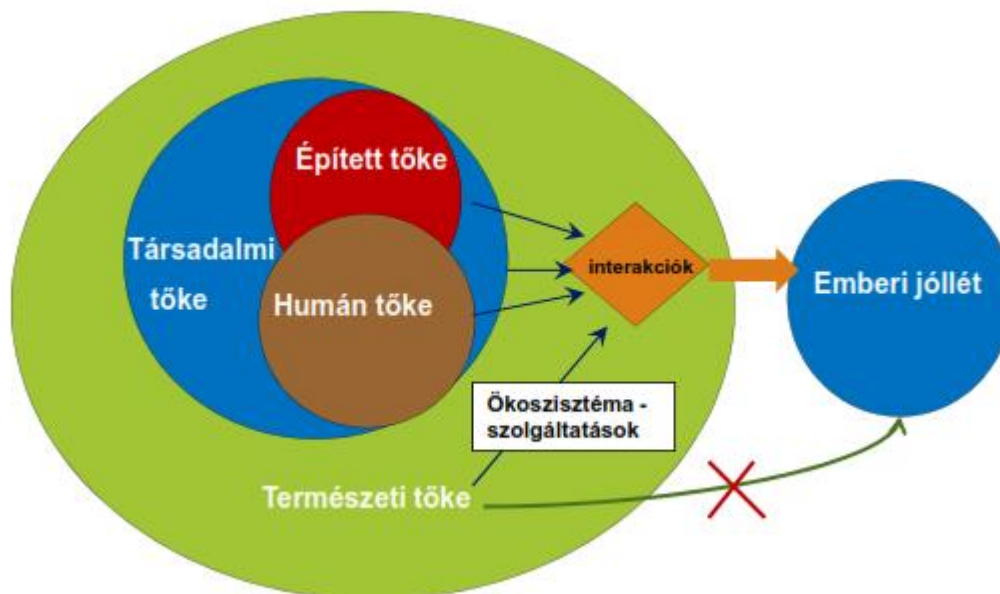 Épített tőke
Társadalmi
tőke
Humán tőke
interakciók
Emberi jóllét
Ökoszisztéma -
szolgáltatások
Természeti tőke